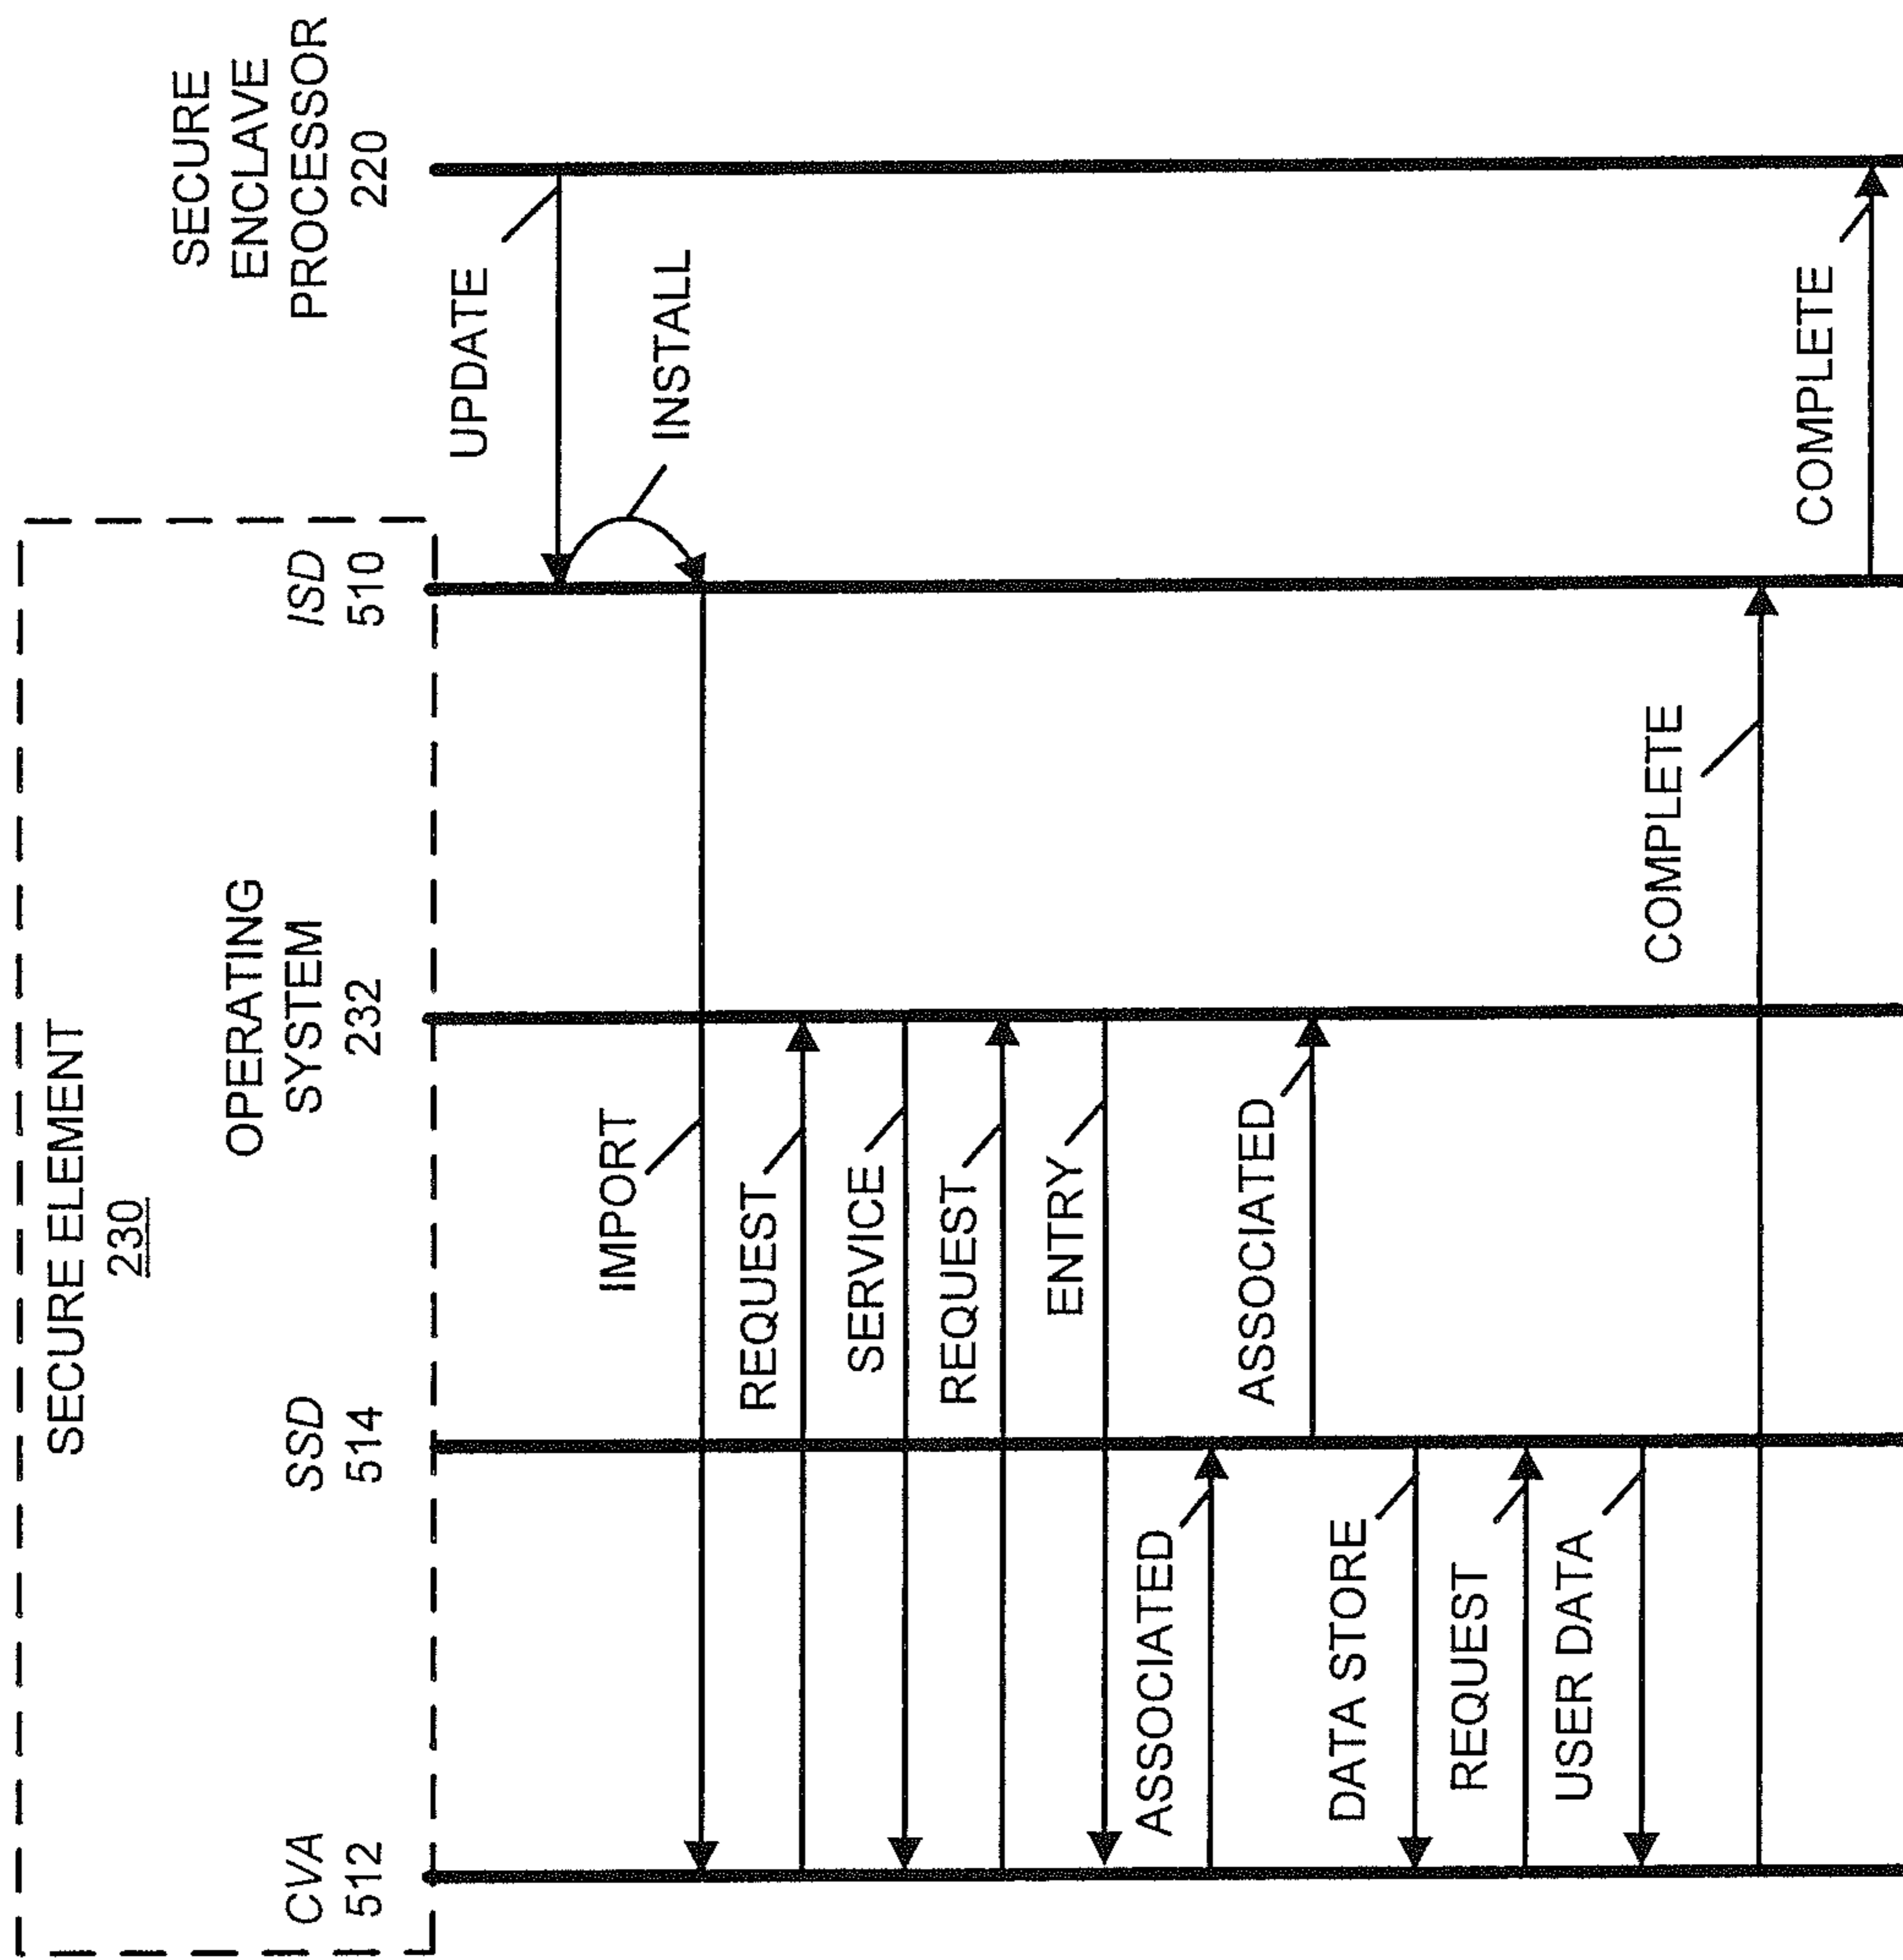 SECURE ELEMENT
230
CVA
512
SSD
514
OPERATING
SYSTEM
232
ISD
510
SECURE
ENCLAVE
PROCESSOR
220
UPDATE
INSTALL
IMPORT
REQUEST
SERVICE
REQUEST
ENTRY
ASSOCIATED
ASSOCIATED
DATA STORE
REQUEST
USER DATA
COMPLETE
COMPLETE